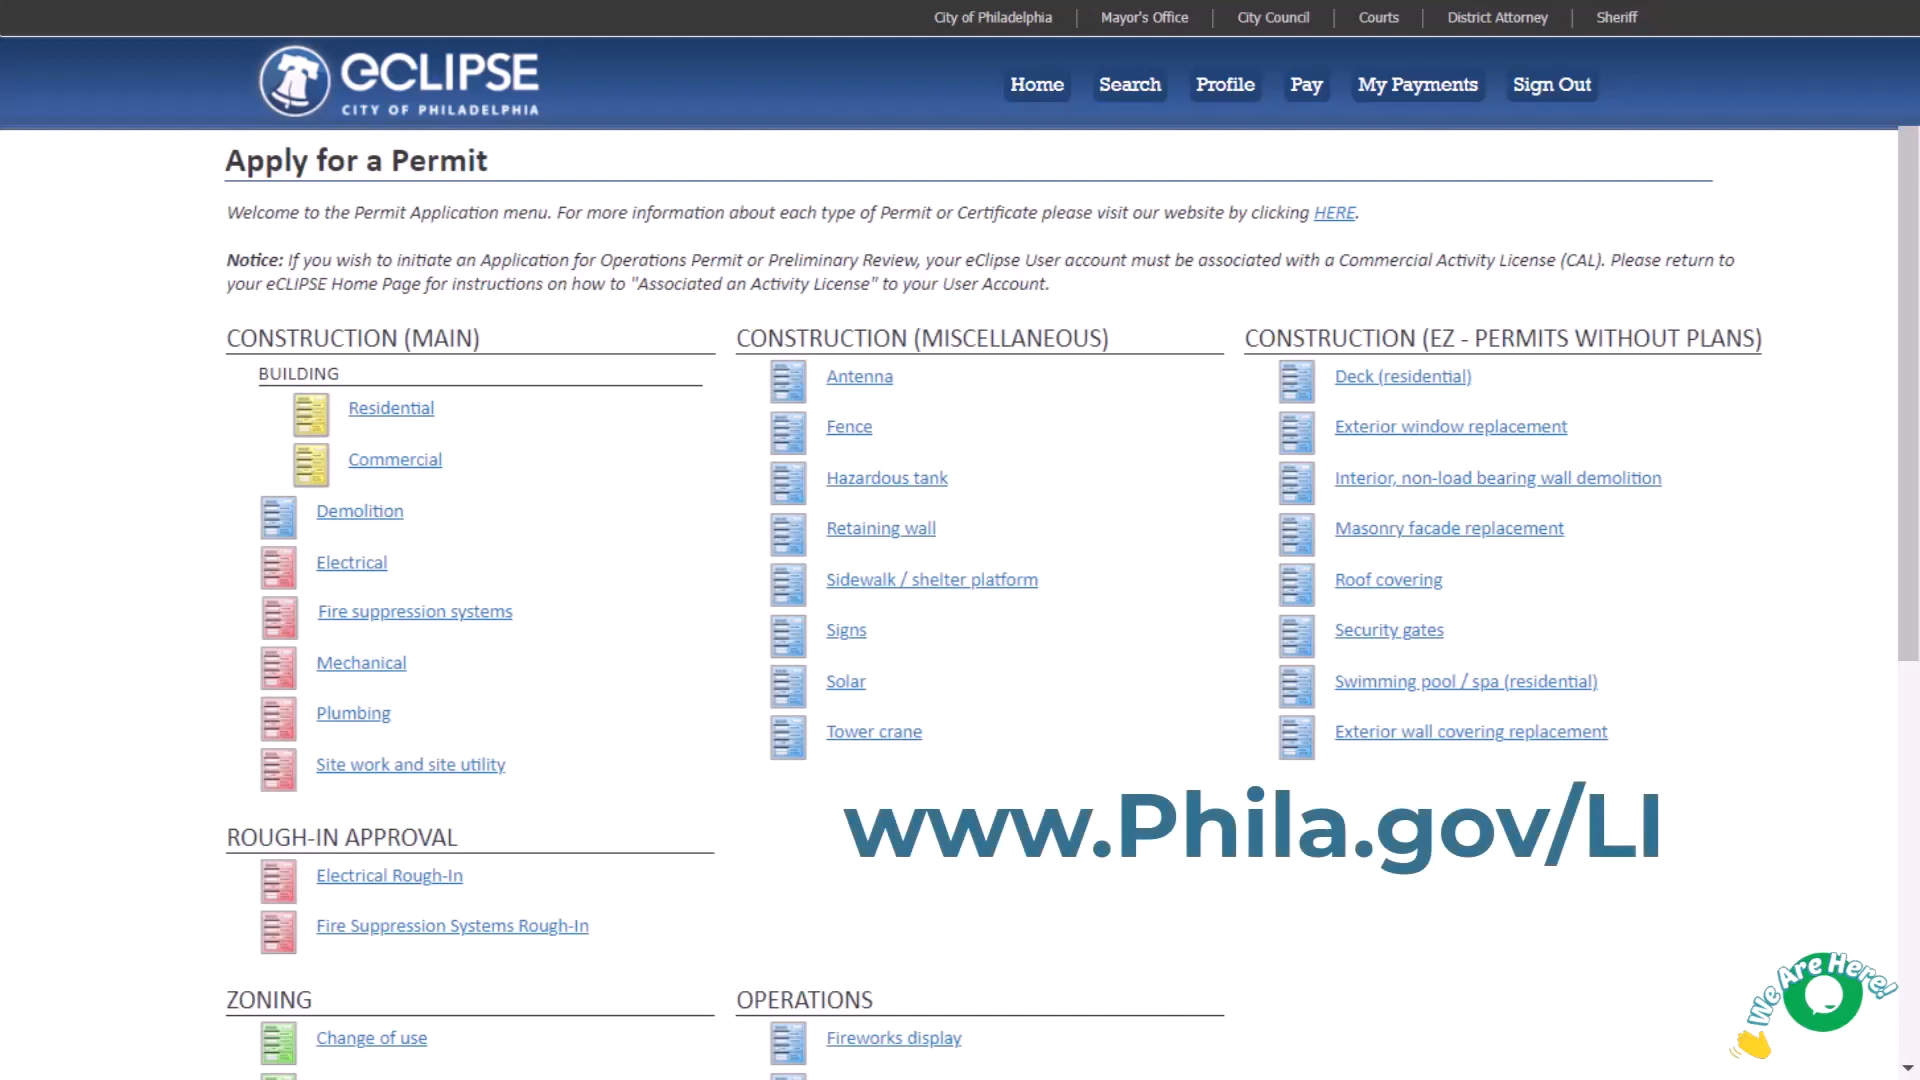 City of Philadelphia
Mayor's Office
City Council
Courts
District Attorney
Sheriff
eCLIPSE
CITY OF PHILADELPHIA
Home
Search
Profile
Pay
My Payments
Sign Out
Apply for a Permit
Welcome to the Permit Application menu. For more information about each type of Permit or Certificate please visit our website by clicking HERE.
Notice: If you wish to initiate an Application for Operations Permit or Preliminary Review, your eClipse User account must be associated with a Commercial Activity License (CAL). Please return to
your eCLIPSE Home Page for instructions on how to "Associated an Activity License" to your User Account.
CONSTRUCTION (MAIN)
BUILDING
Residential
Commercial
Demolition
Electrical
Fire suppression systems
Mechanical
Plumbing
Site work and site utility
CONSTRUCTION (MISCELLANEOUS)
Antenna
Fence
Hazardous tank
Retaining wall
Sidewalk / shelter platform
Signs
Solar
Tower crane
CONSTRUCTION (EZ - PERMITS WITHOUT PLANS)
Deck (residential)
Exterior window replacement
Interior, non-load bearing wall demolition
Masonry facade replacement
Roof covering
Security gates
Swimming pool / spa (residential)
Exterior wall covering replacement
www.Phila.gov/LI
ROUGH-IN APPROVAL
Electrical Rough-In
Fire Suppression Systems Rough-In
ZONING
Change of use
OPERATIONS
Fireworks display
We Are Here!